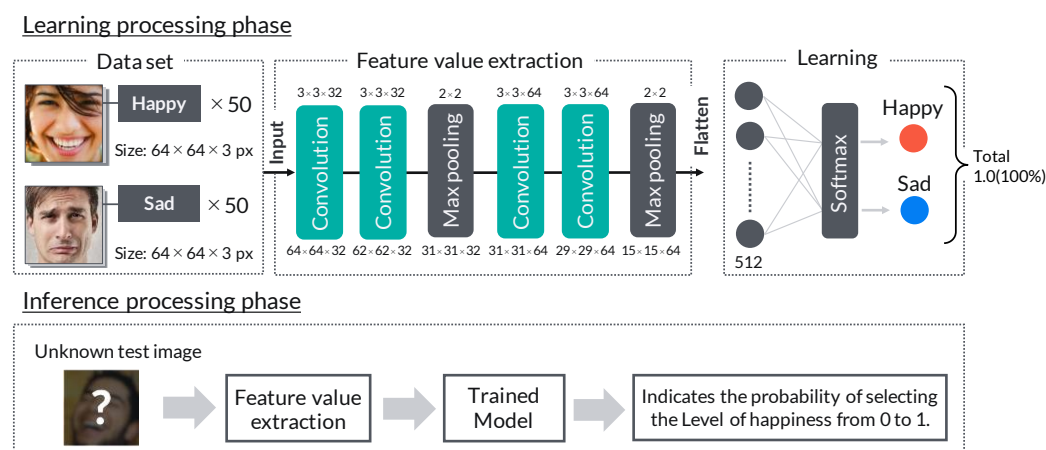 Learning processing phase
Data set
Happy × 50
Size: 64 × 64 × 3 px
Sad × 50
Size: 64 × 64 × 3 px
Input
Feature value extraction
3×3×32 3×3×32 2×2 3×3×64 3×3×64 2×2
Convolution
Convolution
Max pooling
Convolution
Convolution
Max pooling
64×64×32 62×62×32 31×31×32 31×31×64 29×29×64 15×15×64
Flatten
Learning
512
Softmax
Happy
Sad
Total
1.0(100%)
Inference processing phase
Unknown test image
?
Feature value
extraction
Trained
Model
Indicates the probability of selecting
the Level of happiness from 0 to 1.